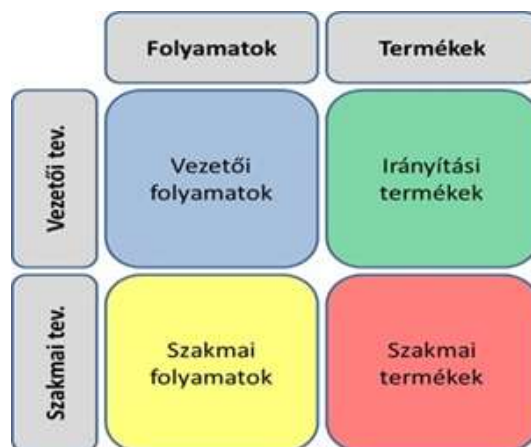 Folyamatok
Termékek
Vezetői tev.
Vezetői
folyamatok
Irányítási
termékek
Szakmai tev.
Szakmai
folyamatok
Szakmai
termékek